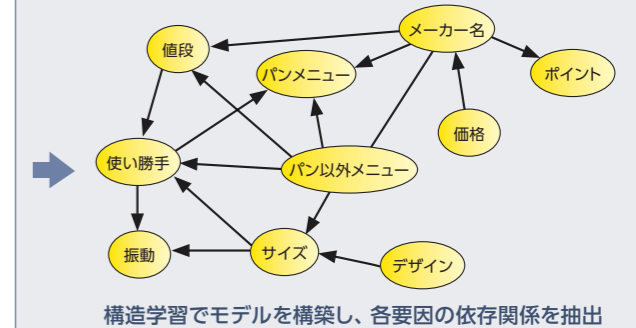 メーカー名
値段
パンメニュー
ポイント
価格
使い勝手
パン以外メニュー
振動
サイズ
デザイン
構造学習でモデルを構築し、各要因の依存関係を抽出